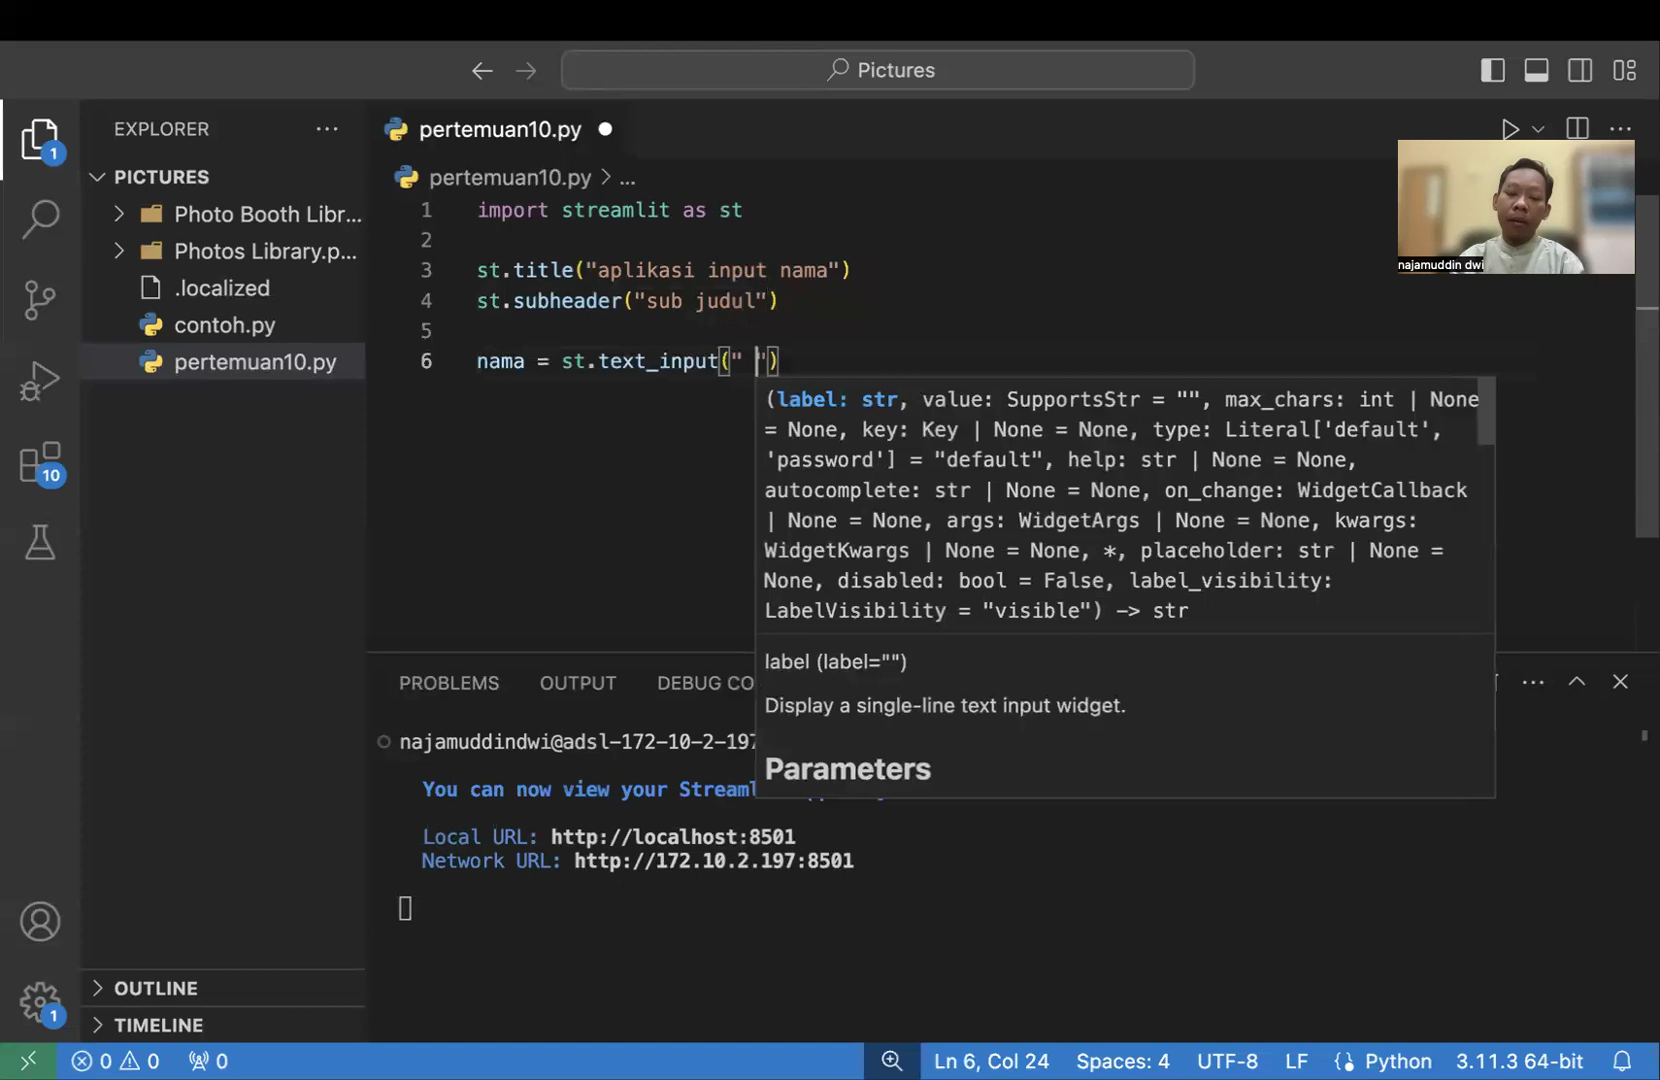 Pictures
EXPLORER
pertemuan10.py
PICTURES
pertemuan10.py > ...
Photo Booth Libr...
Photos Library.p...
.localized
contoh.py
pertemuan10.py
1 import streamlit as st
2
3 st.title("aplikasi input nama")
4 st.subheader("sub judul")
5
6 nama = st.text_input(" ")
(label: str, value: SupportsStr = "", max_chars: int | None
= None, key: Key | None = None, type: Literal['default',
'password'] = "default", help: str | None = None,
autocomplete: str | None = None, on_change: WidgetCallback
| None = None, args: WidgetArgs | None = None, kwargs:
WidgetKwargs | None = None, *, placeholder: str | None =
None, disabled: bool = False, label_visibility:
LabelVisibility = "visible") -> str
label (label="")
Display a single-line text input widget.
Parameters
najamuddin dwi
1
10
1
PROBLEMS OUTPUT DEBUG CO
najamuddindwi@adsl-172-10-2-197
You can now view your Streaml
Local URL: http://localhost:8501
Network URL: http://172.10.2.197:8501
OUTLINE
TIMELINE
0 0 0
Ln 6, Col 24 Spaces: 4 UTF-8 LF Python 3.11.3 64-bit